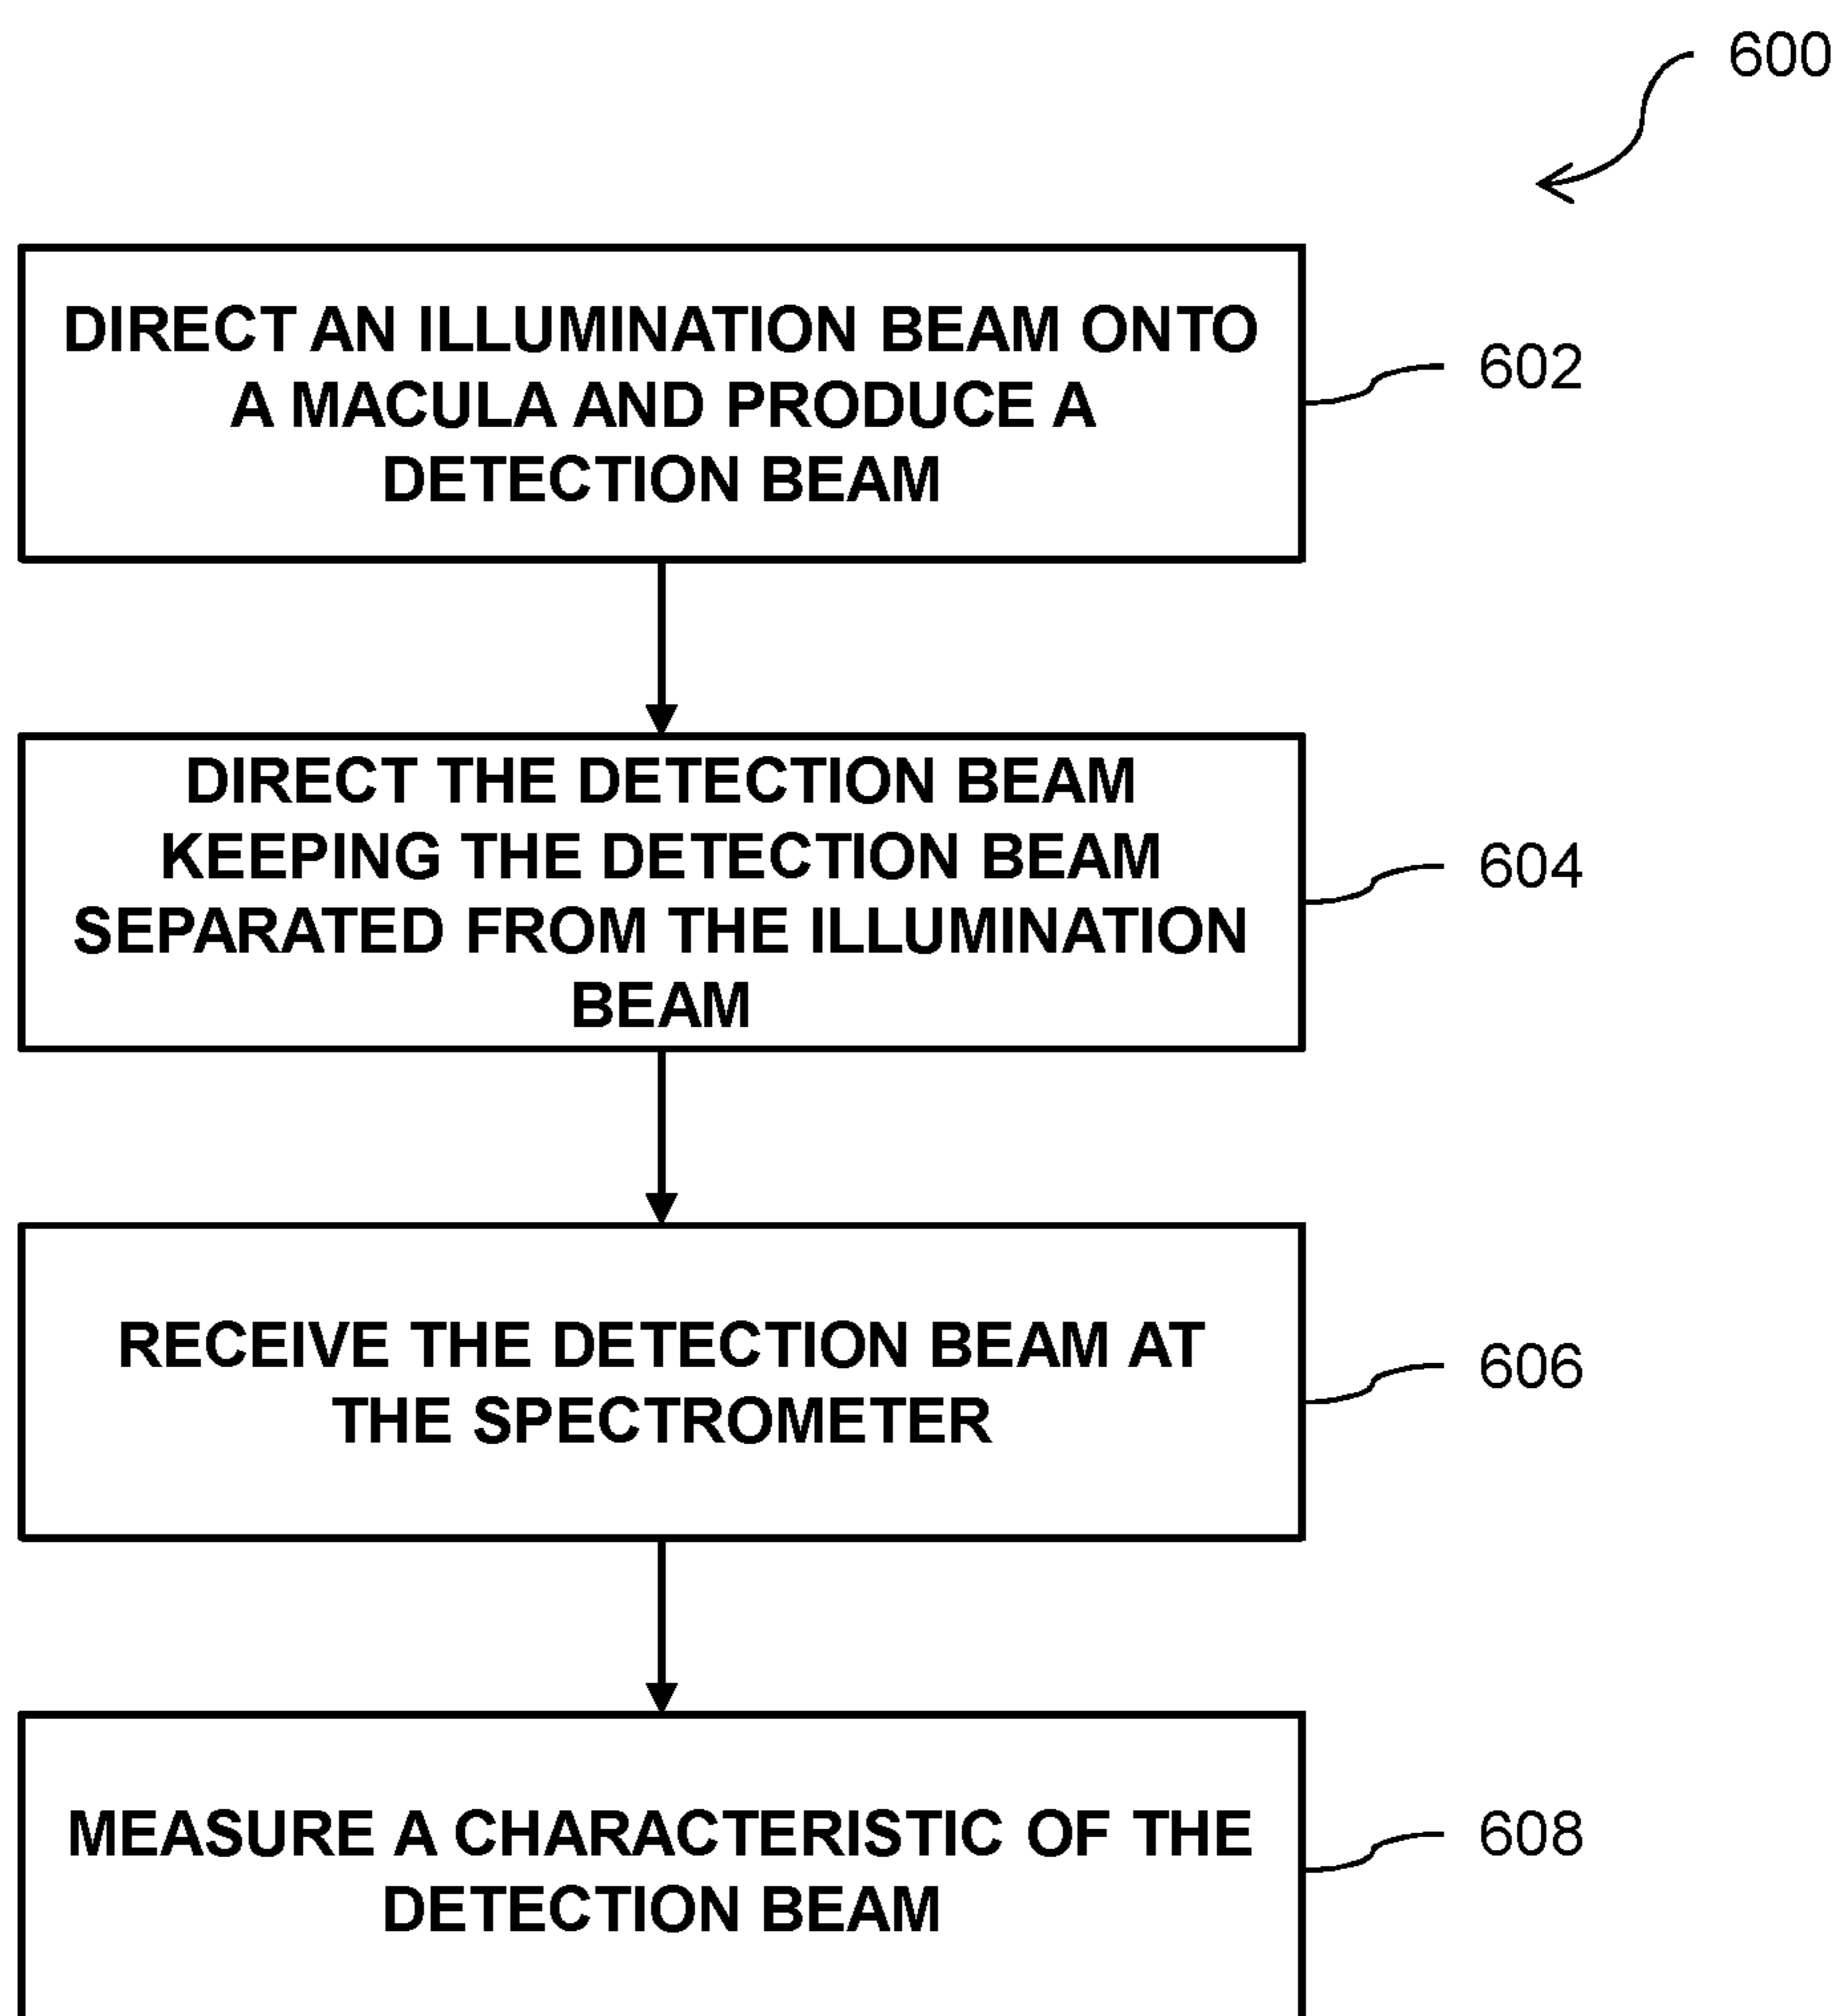 600
DIRECT AN ILLUMINATION BEAM ONTO
A MACULA AND PRODUCE A
DETECTION BEAM
602
DIRECT THE DETECTION BEAM
KEEPING THE DETECTION BEAM
SEPARATED FROM THE ILLUMINATION
BEAM
604
RECEIVE THE DETECTION BEAM AT
THE SPECTROMETER
606
MEASURE A CHARACTERISTIC OF THE
DETECTION BEAM
608